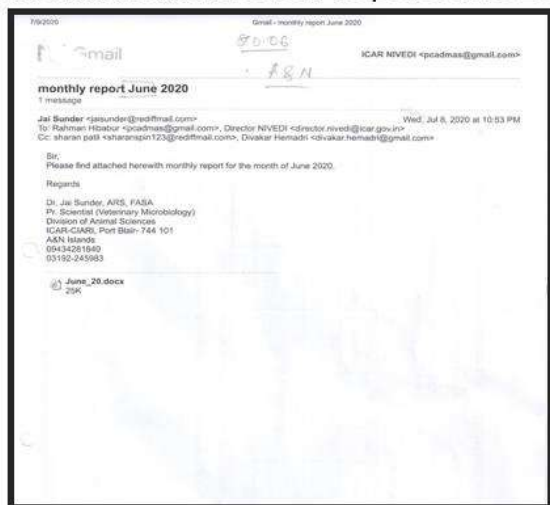 7/9/2020
Gmail - monthly report June 2020
20.06
Gmail
ICAR NIVEDI <pcadmas@gmail.com>
A&N
monthly report June 2020
1 message
Jai Sunder <jaisunder@rediffmail.com>
Wed, Jul 8, 2020 at 10:53 PM
To: Rahman Hibabur <pcadmas@gmail.com>, Director NIVEDI <director.nivedi@icar.gov.in>
Cc: sharan patil <sharanspin123@rediffmail.com>, Divakar Hemadri <divakar.hemadri@gmail.com>
Sir,
Please find attached herewith monthly report for the month of June 2020.
Regards
Dr. Jai Sunder, ARS, FASA
Pr. Scientist (Veterinary Microbiology)
Division of Animal Sciences
ICAR-CIARI, Port Blair- 744 101
A&N Islands
09434281840
03192-245983
June_20.docx
25K